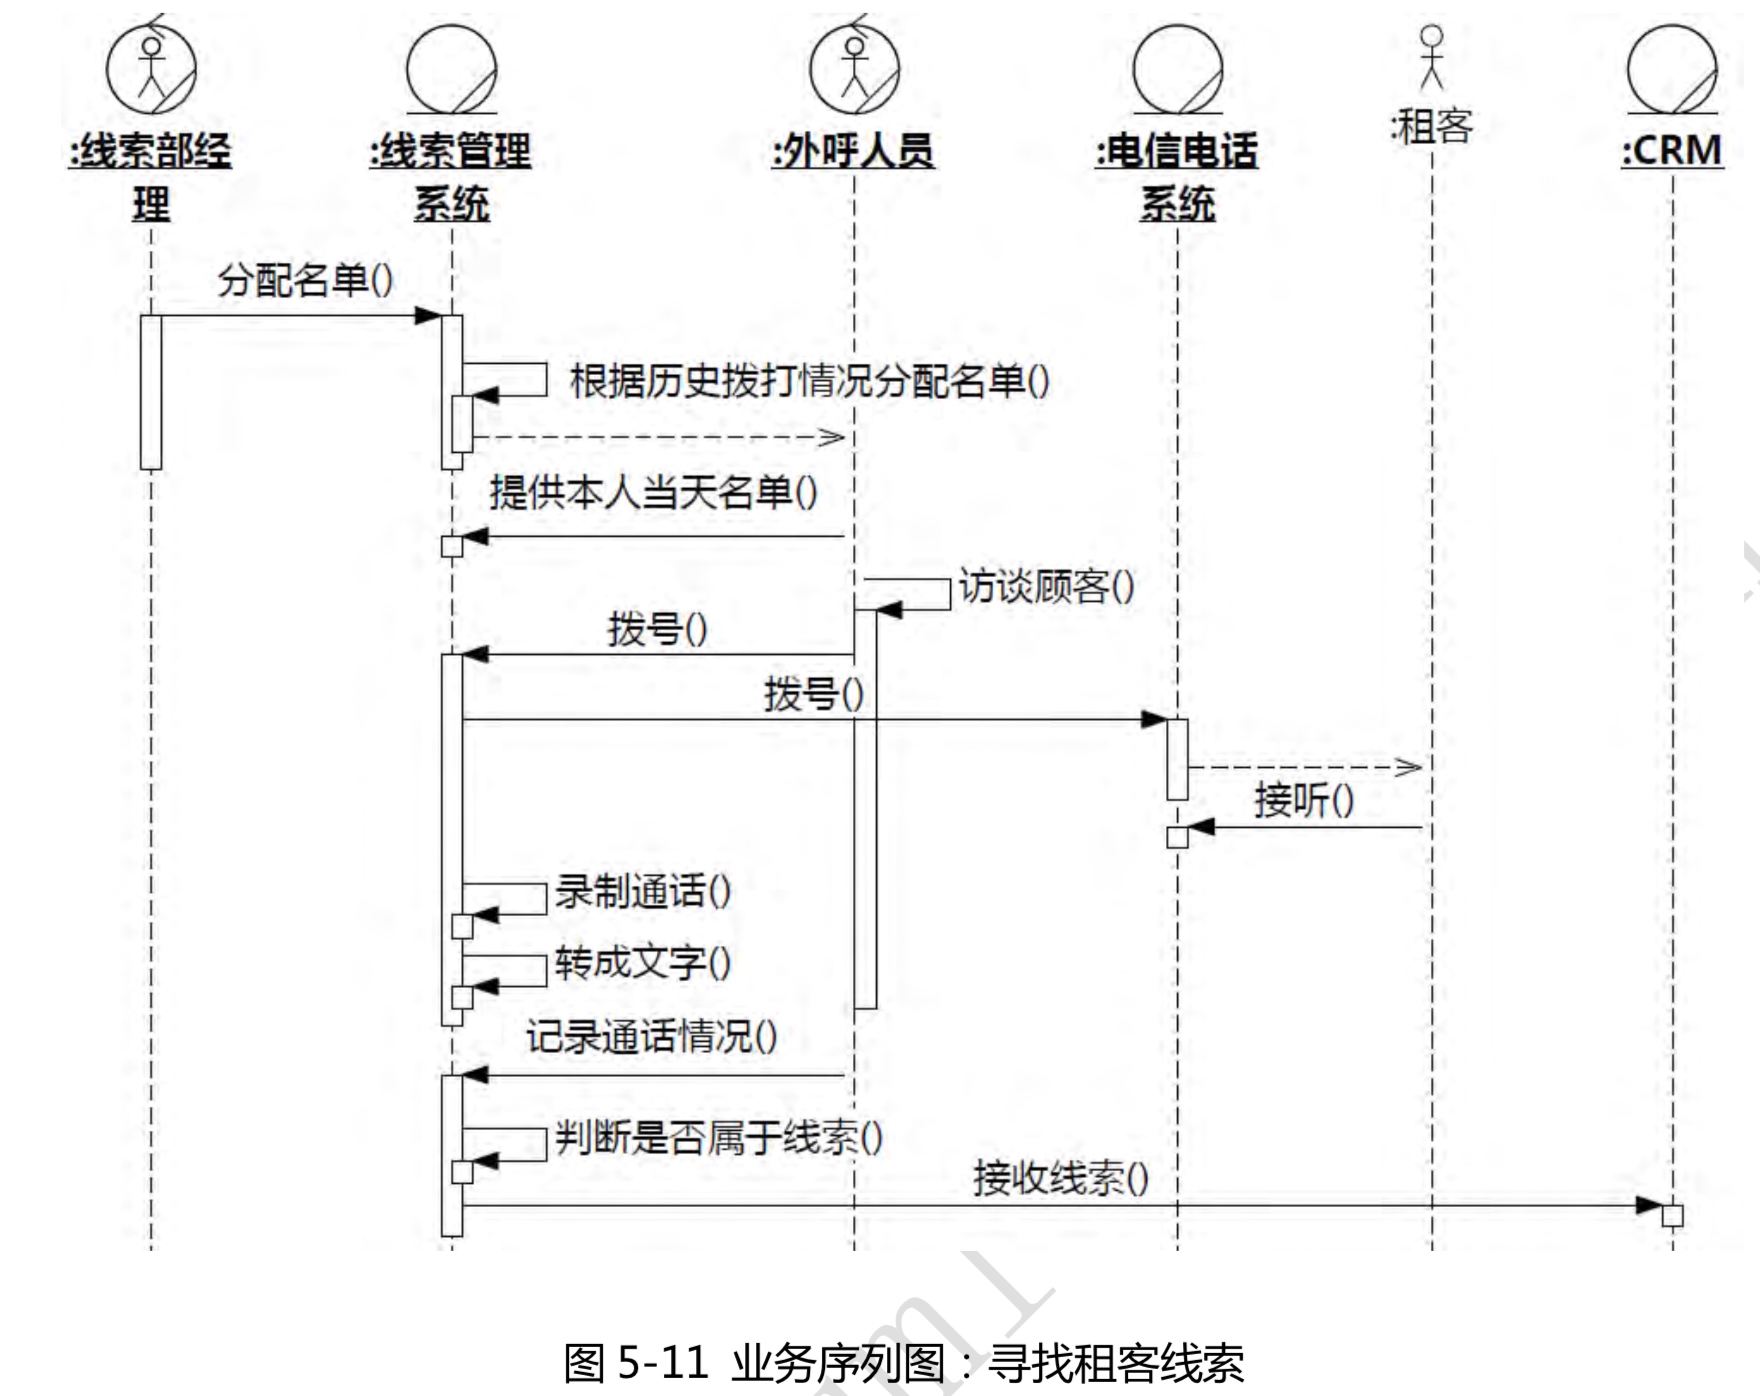 :线索部经
理
:线索管理
系统
:外呼人员
:电信电话
系统
:租客
:CRM
分配名单()
根据历史拨打情况分配名单()
提供本人当天名单()
访谈顾客()
拨号()
拨号()
接听()
录制通话()
转成文字()
记录通话情况()
判断是否属于线索()
接收线索()
图 5-11 业务序列图：寻找租客线索